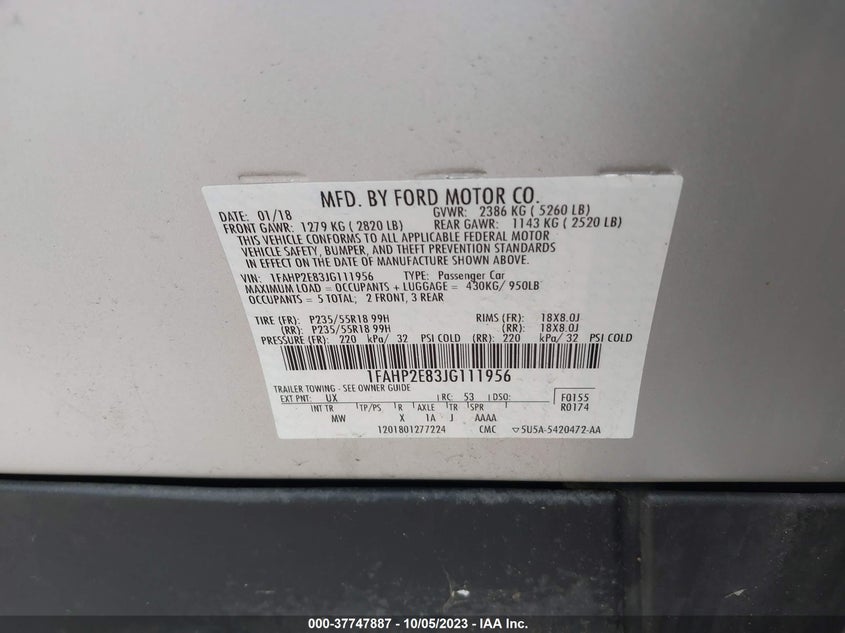 MFD. BY FORD MOTOR CO.
DATE: 01/18 GVWR: 2386 KG ( 5260 LB)
FRONT GAWR: 1279 KG ( 2820 LB) REAR GAWR: 1143 KG ( 2520 LB)
THIS VEHICLE CONFORMS TO ALL APPLICABLE FEDERAL MOTOR
VEHICLE SAFETY, BUMPER, AND THEFT PREVENTION STANDARDS
IN EFFECT ON THE DATE OF MANUFACTURE SHOWN ABOVE.
VIN: 1FAHP2E83JG111956 TYPE: Passenger Car
MAXIMUM LOAD = OCCUPANTS + LUGGAGE = 430KG/ 950LB
OCCUPANTS = 5 TOTAL; 2 FRONT, 3 REAR
TIRE (FR): P235/55R18 99H RIMS (FR): 18X8.0J
(RR): P235/55R18 99H (RR): 18X8.0J
PRESSURE (FR): 220 kPa/ 32 PSI COLD (RR): 220 kPa/ 32 PSI COLD
1FAHP2E83JG111956
TRAILER TOWING - SEE OWNER GUIDE
EXT PNT: UX RC: 53 DSO: F0155
INT TR TP/PS R AXLE TR SPR R0174
MW X 1A J AAAA
1201801277224 CMC ▽5U5A-5420472-AA
000-37747887 - 10/05/2023 - IAA Inc.